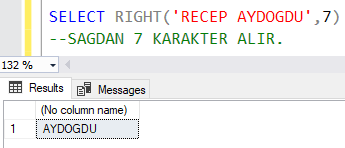 SELECT RIGHT('RECEP AYDOGDU',7)
--SAGDAN 7 KARAKTER ALIR.
132 %
Results Messages
(No column name)
1 AYDOGDU